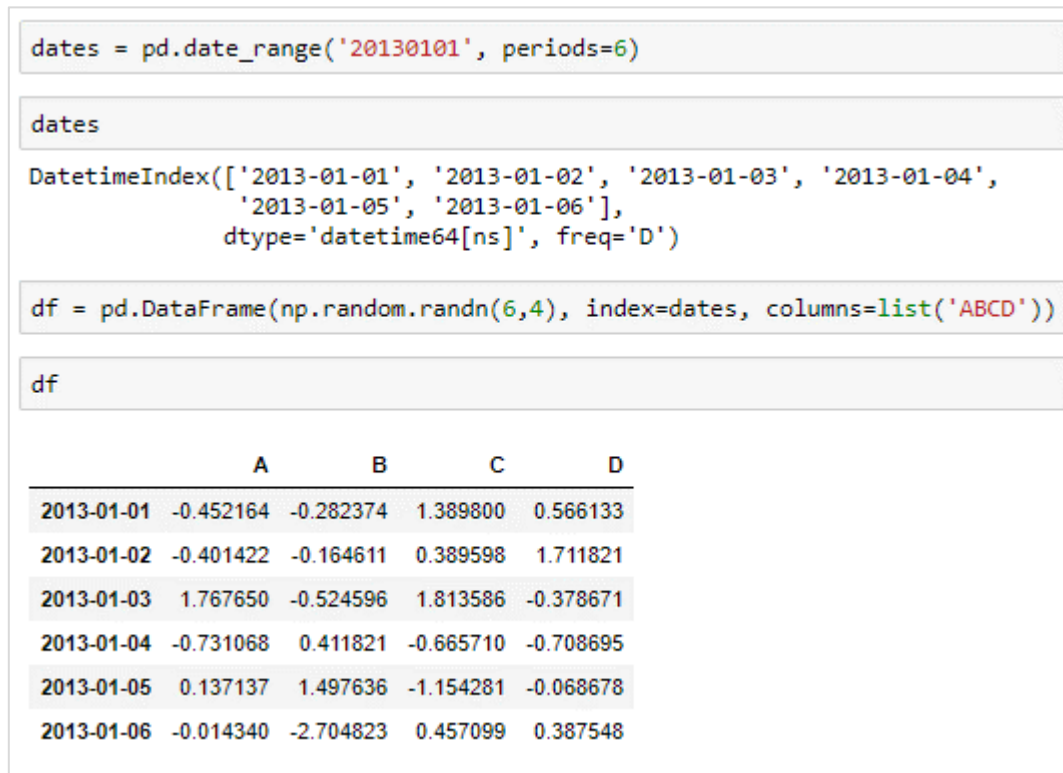 dates = pd.date_range('20130101', periods=6)
dates
DatetimeIndex(['2013-01-01', '2013-01-02', '2013-01-03', '2013-01-04',
'2013-01-05', '2013-01-06'],
dtype='datetime64[ns]', freq='D')
df = pd.DataFrame(np.random.randn(6,4), index=dates, columns=list('ABCD'))
df
A B C D
2013-01-01 -0.452164 -0.282374 1.389800 0.566133
2013-01-02 -0.401422 -0.164611 0.389598 1.711821
2013-01-03 1.767650 -0.524596 1.813586 -0.378671
2013-01-04 -0.731068 0.411821 -0.665710 -0.708695
2013-01-05 0.137137 1.497636 -1.154281 -0.068678
2013-01-06 -0.014340 -2.704823 0.457099 0.387548